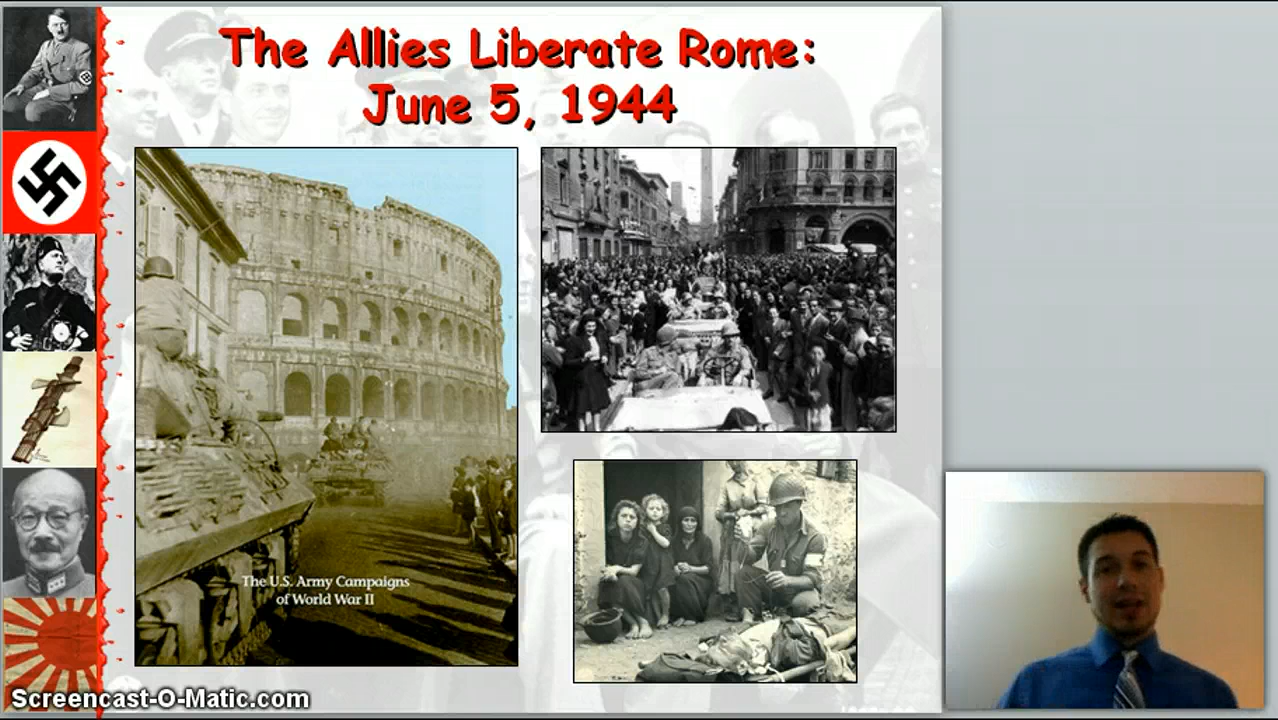 The Allies Liberate Rome:
June 5, 1944
The U.S. Army Campaigns
of World War II
Screencast-O-Matic.com